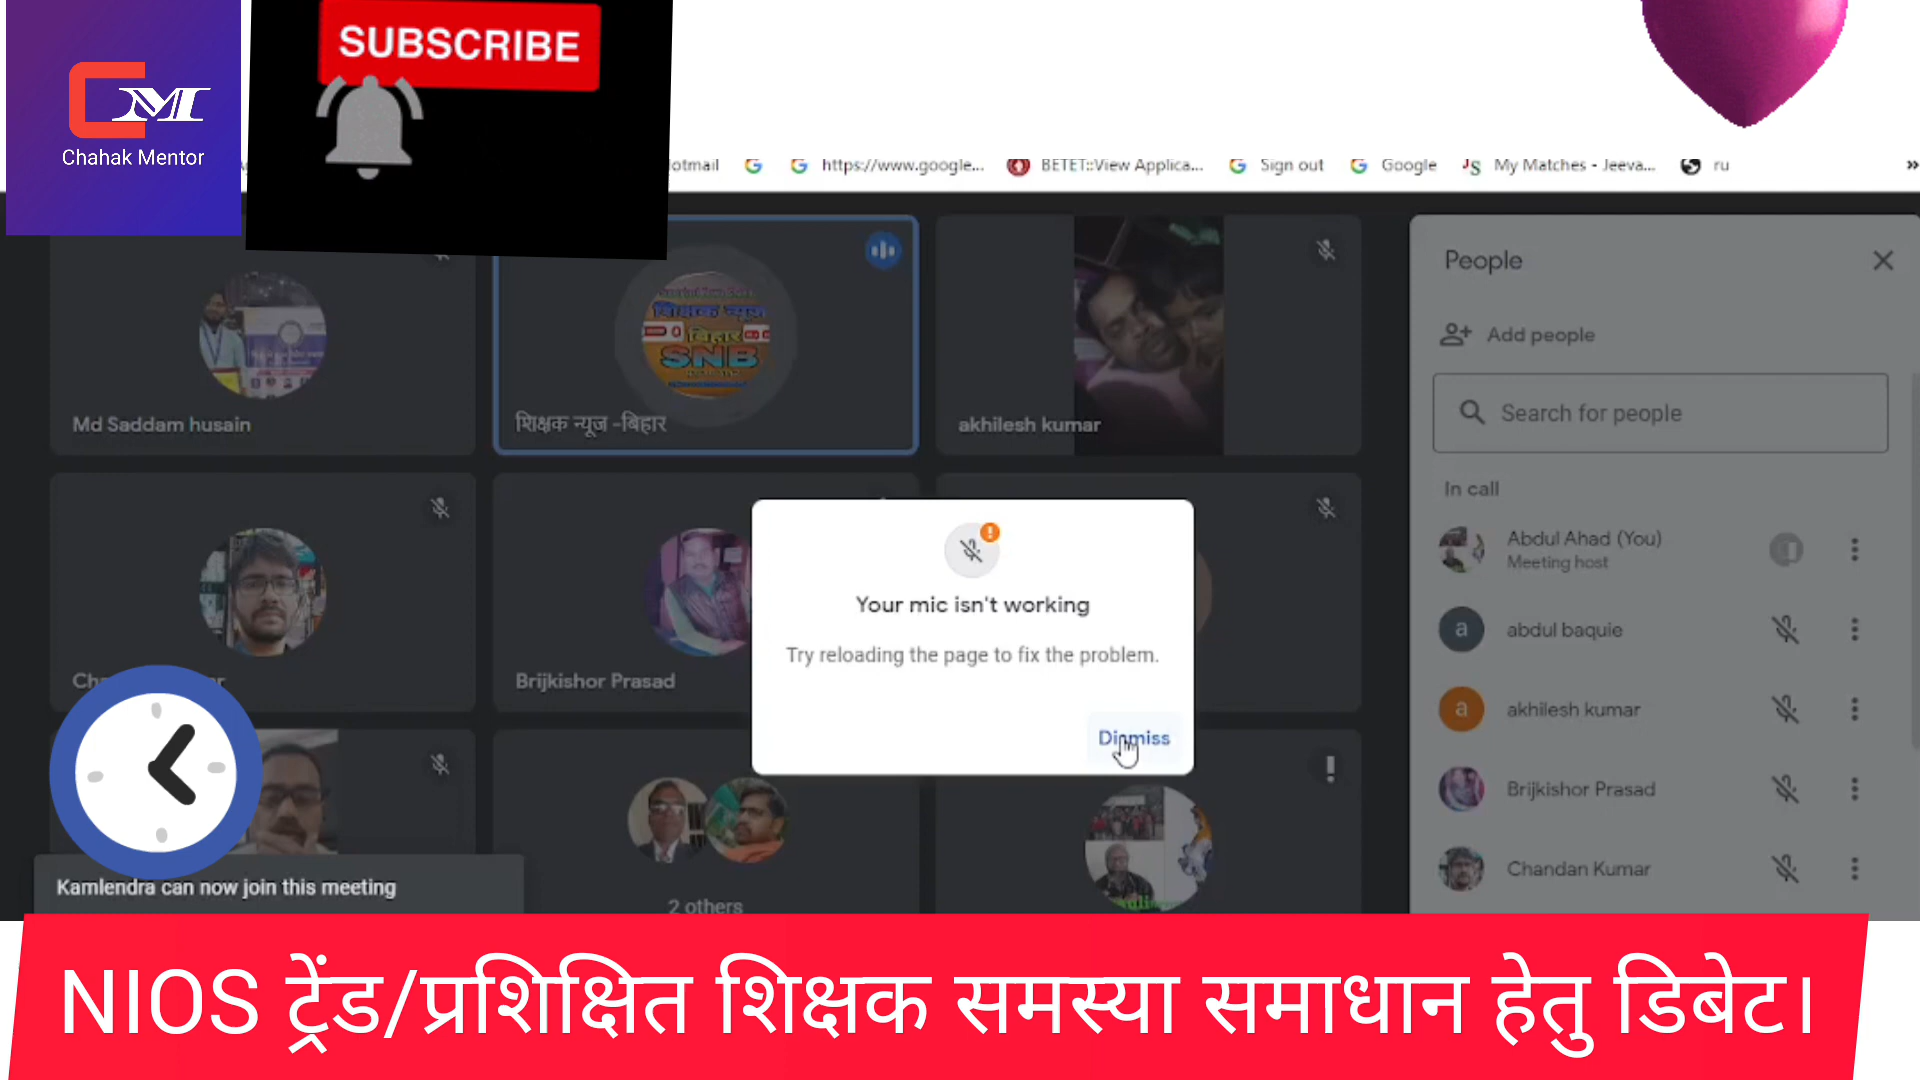 SUBSCRIBE
CM
Chahak Mentor
otmail
https://www.google...
BETET::View Applica...
Sign out
Google
My Matches - Jeeva...
ru
»
People
Add people
Search for people
In call
Abdul Ahad (You)
Meeting host
a
abdul baquie
a
akhilesh kumar
Brijkishor Prasad
Chandan Kumar
शिक्षक न्यूज
बिहार
SNB
Md Saddam husain
शिक्षक न्यूज -बिहार
akhilesh kumar
Brijkishor Prasad
Your mic isn't working
Try reloading the page to fix the problem.
Dismiss
Kamlendra can now join this meeting
2 others
NIOS ट्रेंड/प्रशिक्षित शिक्षक समस्या समाधान हेतु डिबेट।